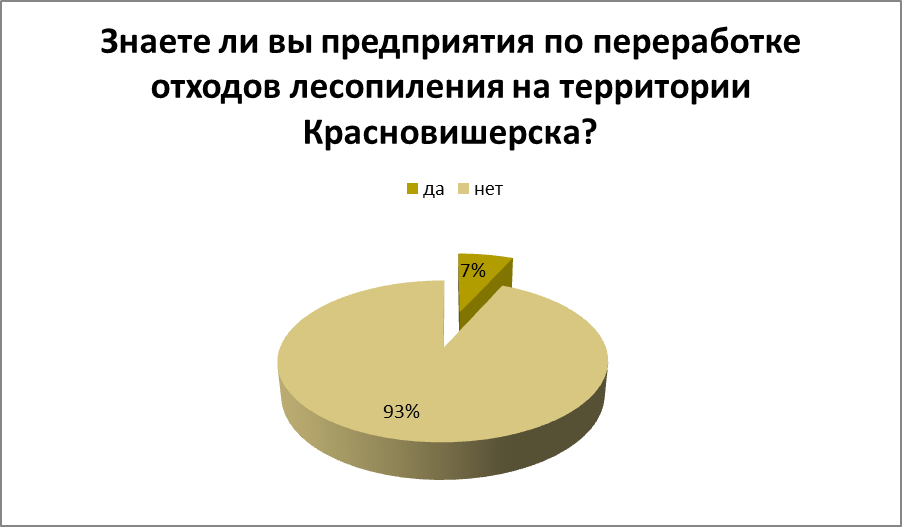 Знаете ли вы предприятия по переработке
отходов лесопиления на территории
Красновишерска?
да нет
7%
93%